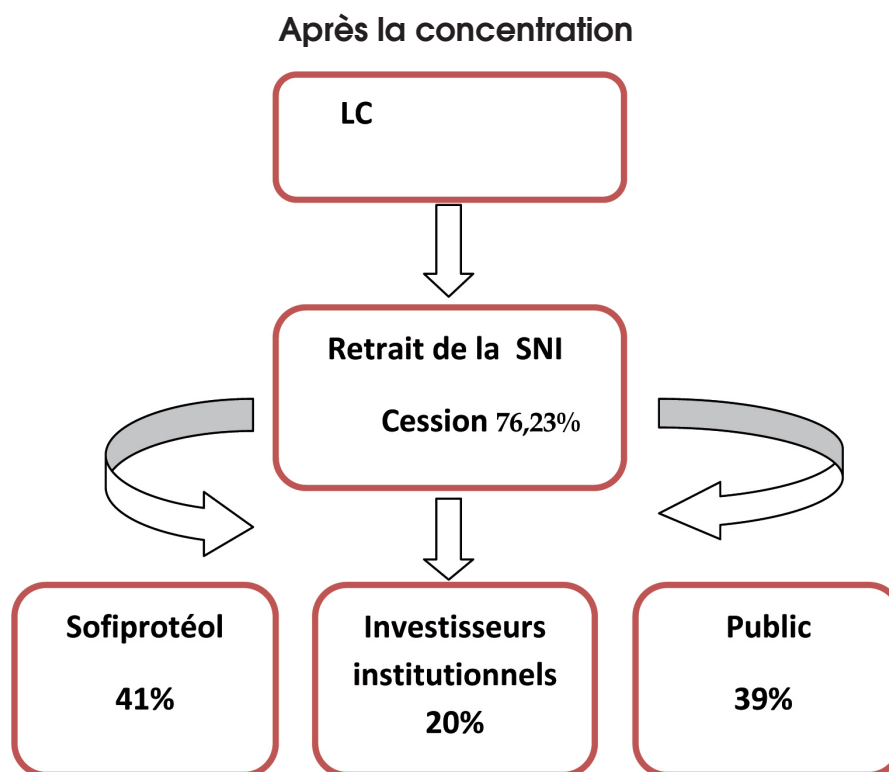 Après la concentration
LC
Retrait de la SNI
Cession 76,23%
Sofiprotéol
41%
Investisseurs
institutionnels
20%
Public
39%